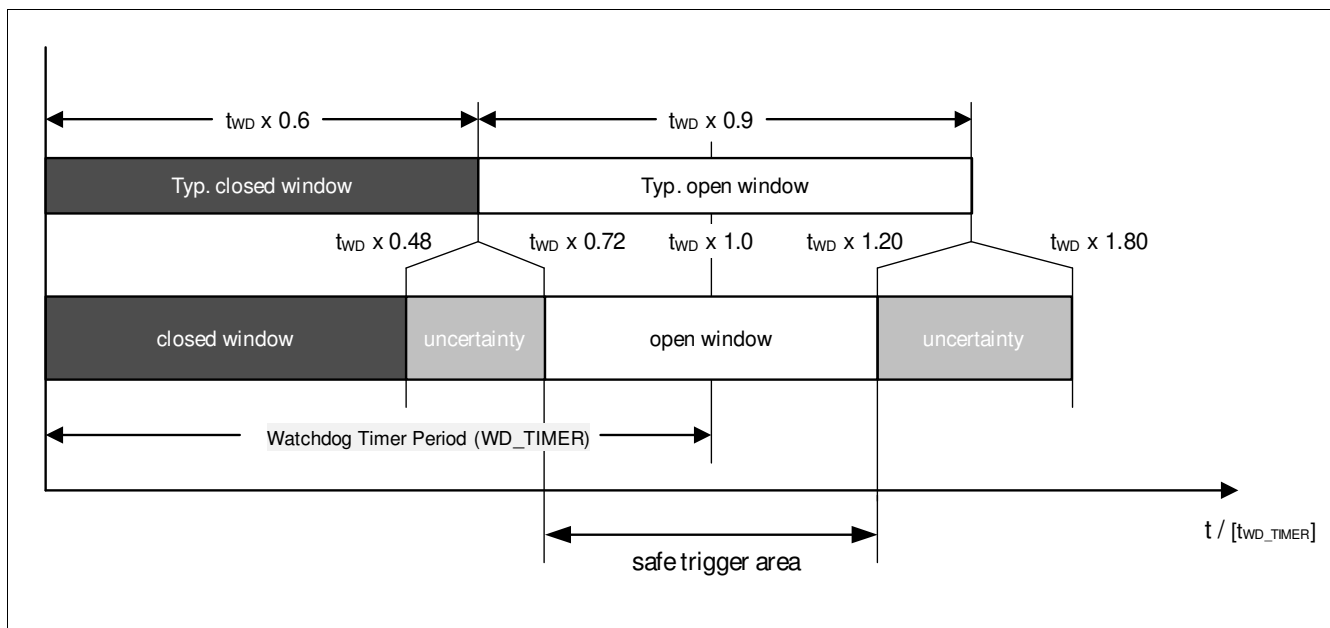 tWD x 0.6 tWD x 0.9
Typ. closed window Typ. open window
tWD x 0.48 tWD x 0.72 tWD x 1.0 tWD x 1.20 tWD x 1.80
closed window uncertainty open window uncertainty
Watchdog Timer Period (WD_TIMER)
t / [tWD_TIMER]
safe trigger area